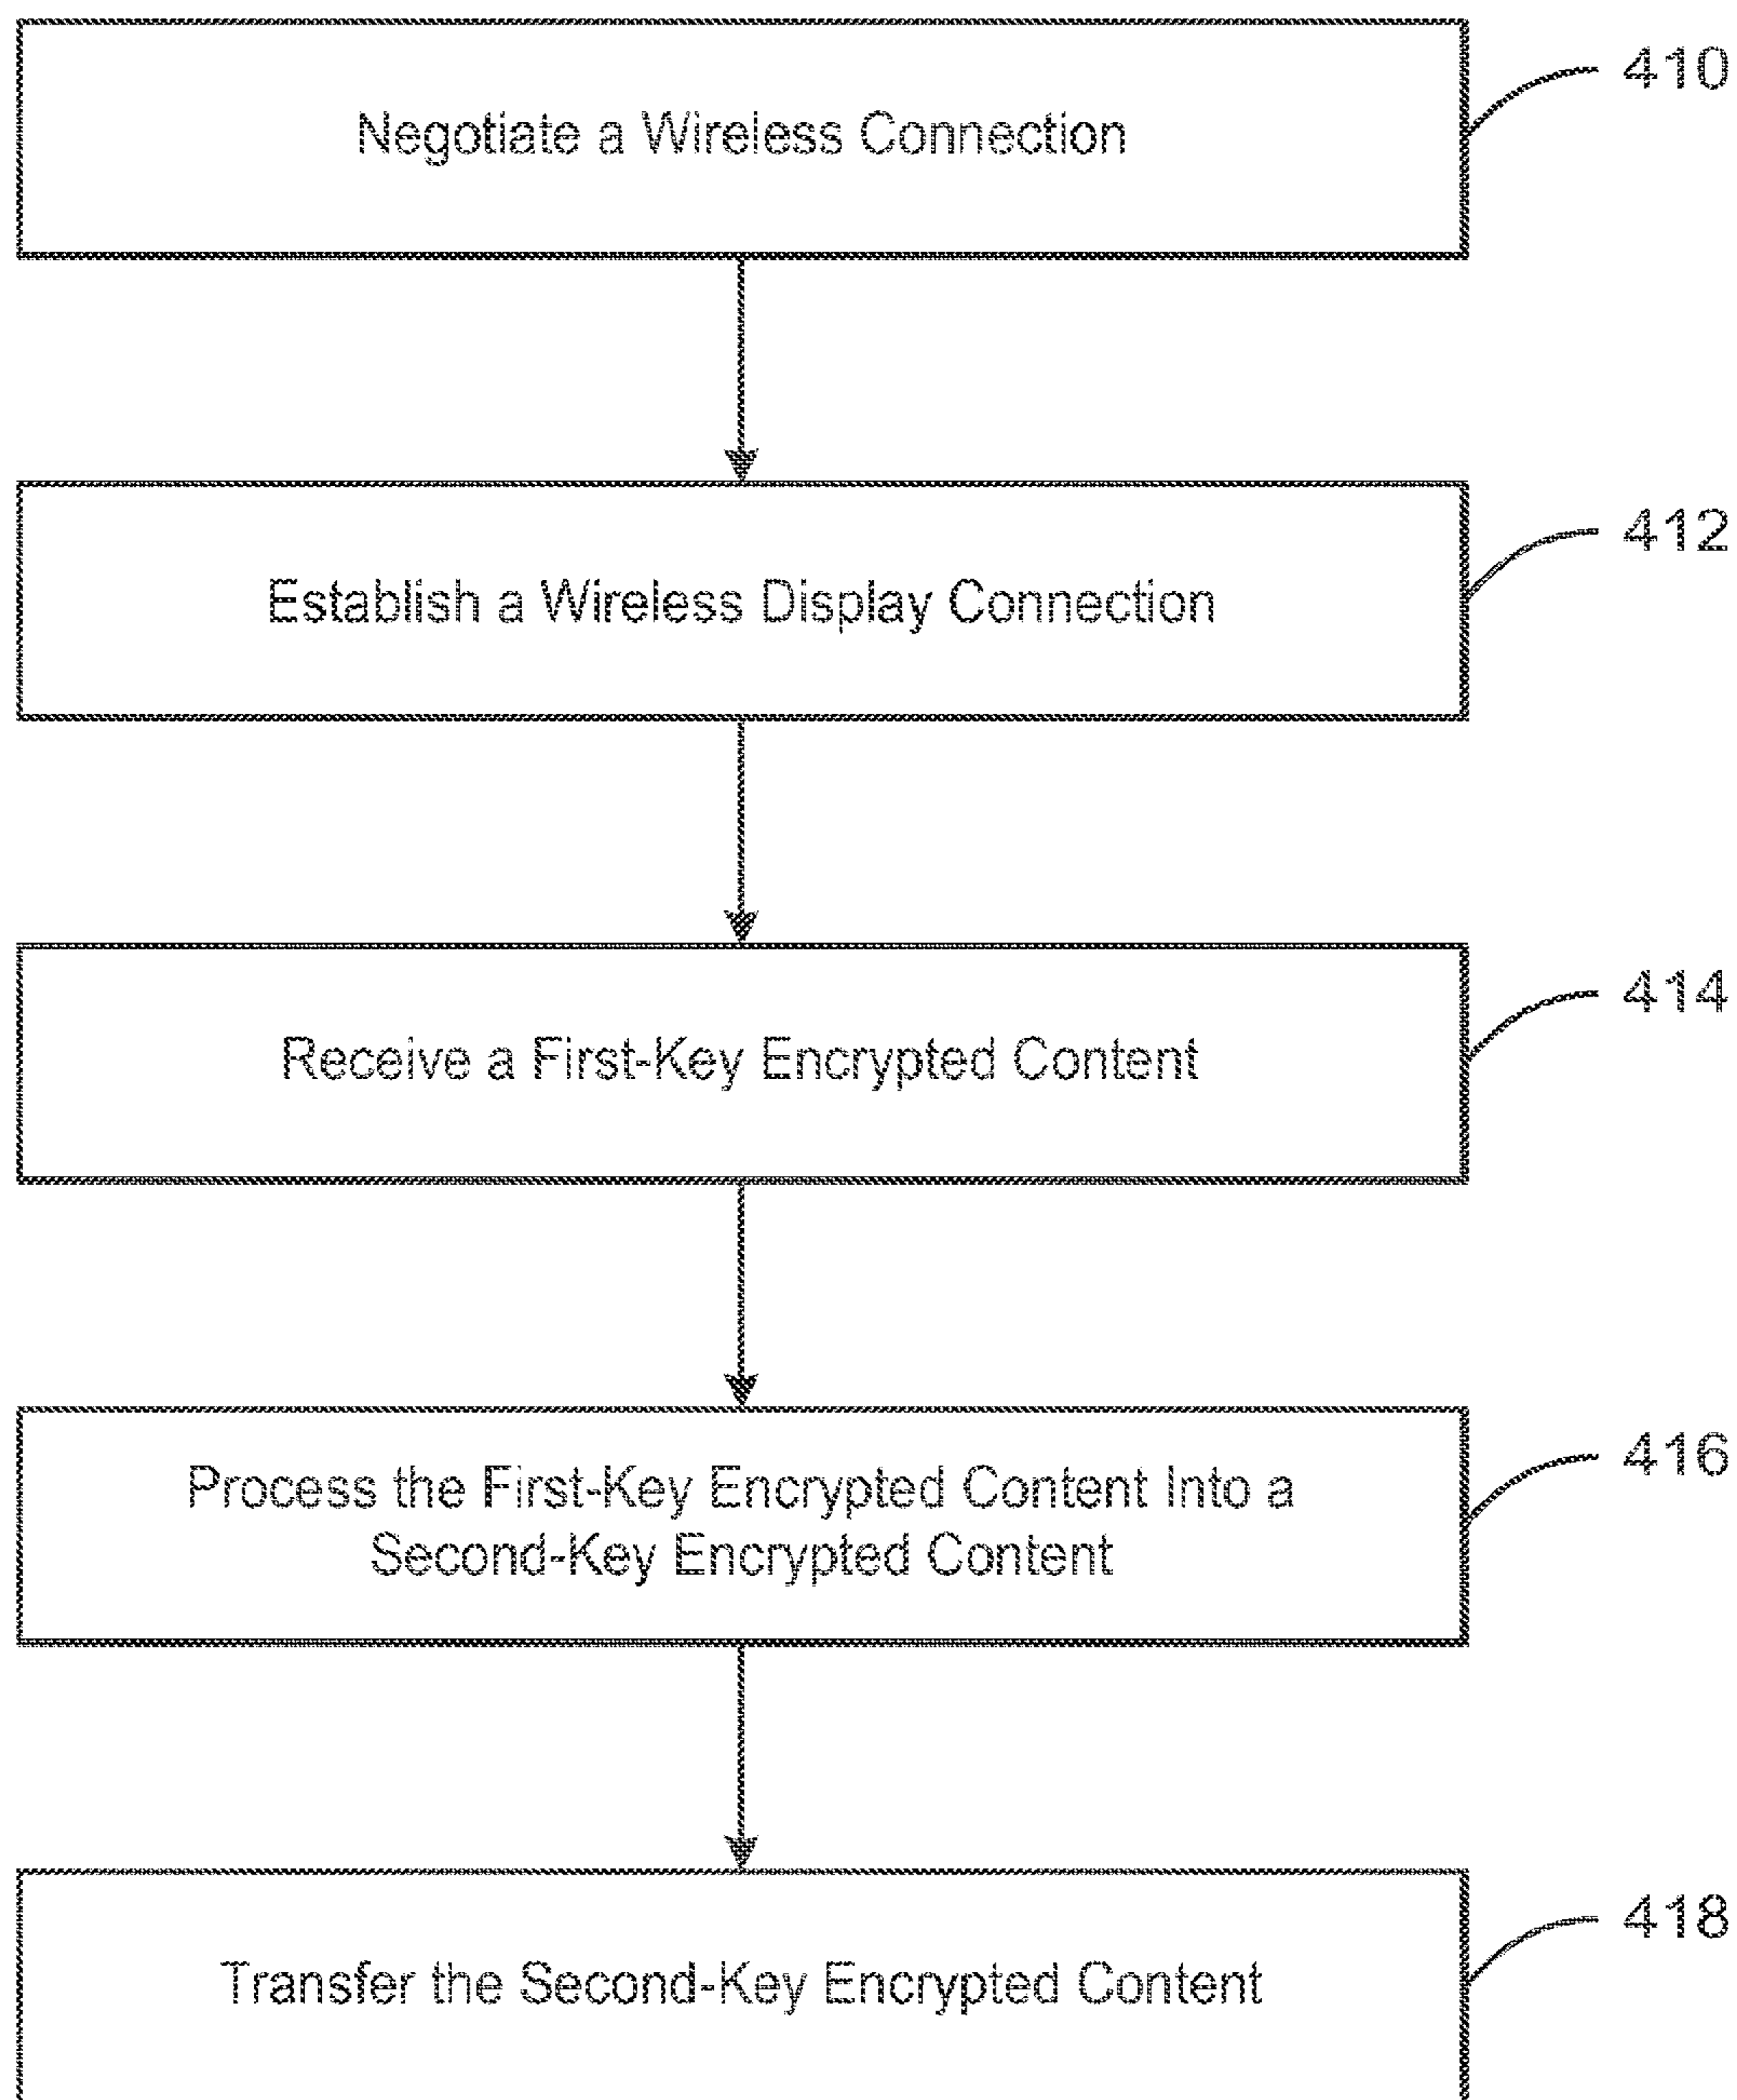 Negotiate a Wireless Connection
410
Establish a Wireless Display Connection
412
Receive a First-Key Encrypted Content
414
Process the First-Key Encrypted Content Into a
Second-Key Encrypted Content
416
Transfer the Second-Key Encrypted Content
418